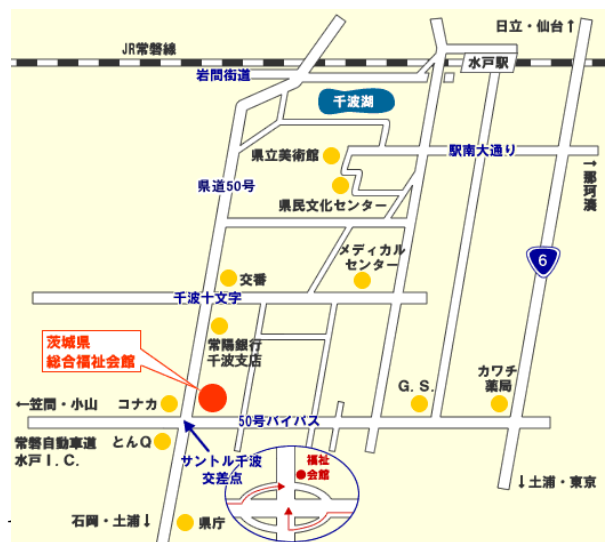 日立・仙台↑
JR常磐線
水戸駅
岩間街道
千波湖
県立美術館
駅南大通り
→那珂湊
県道50号
県民文化センター
メディカル
センター
6
交番
千波十文字
茨城県
総合福祉会館
常陽銀行
千波支店
カワチ
薬局
←笠間・小山
コナカ
G.S.
50号バイパス
常磐自動車道
水戸I.C.
とんQ
サントル千波
交差点
福祉
会館
↓土浦・東京
石岡・土浦↓
県庁